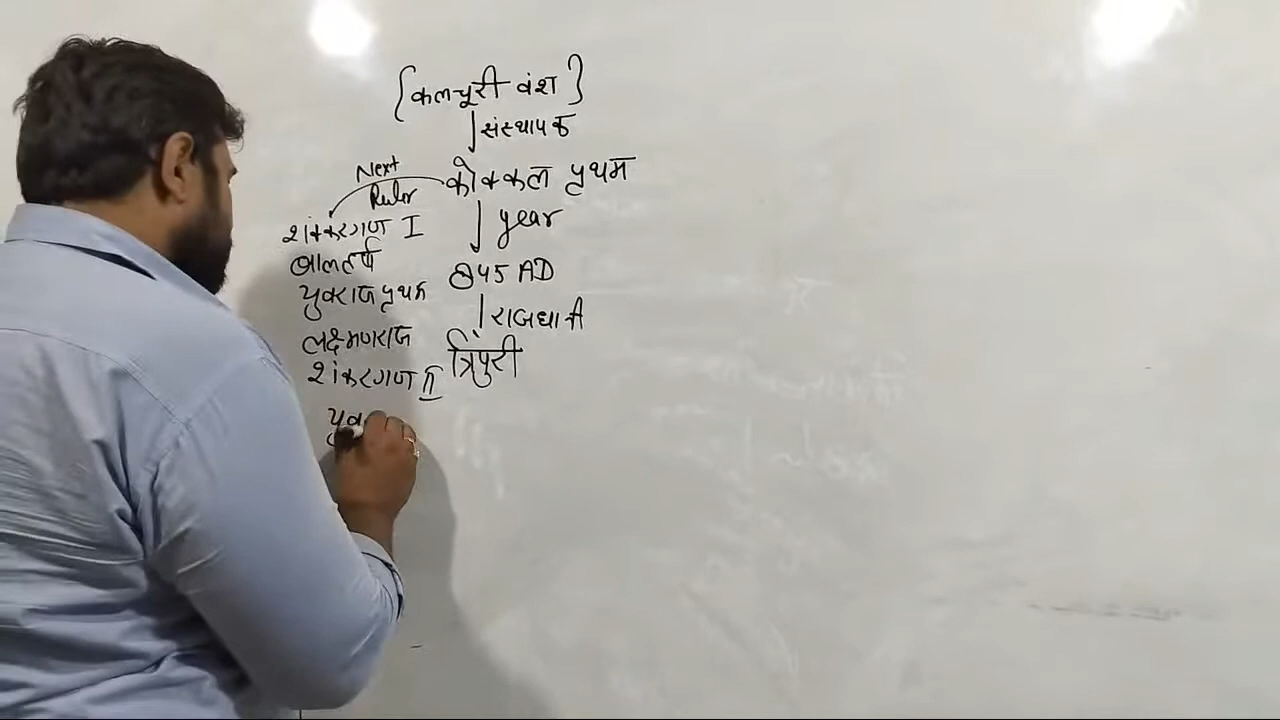 {कलचूरी वंश}
संस्थापक
कोक्कल प्रथम
Next
Ruler
year
845 AD
राजधानी
त्रिपुरी
शंकरगण I
बालहर्ष
युवराज प्रथम
लक्ष्मणराज
शंकरगण II
युव